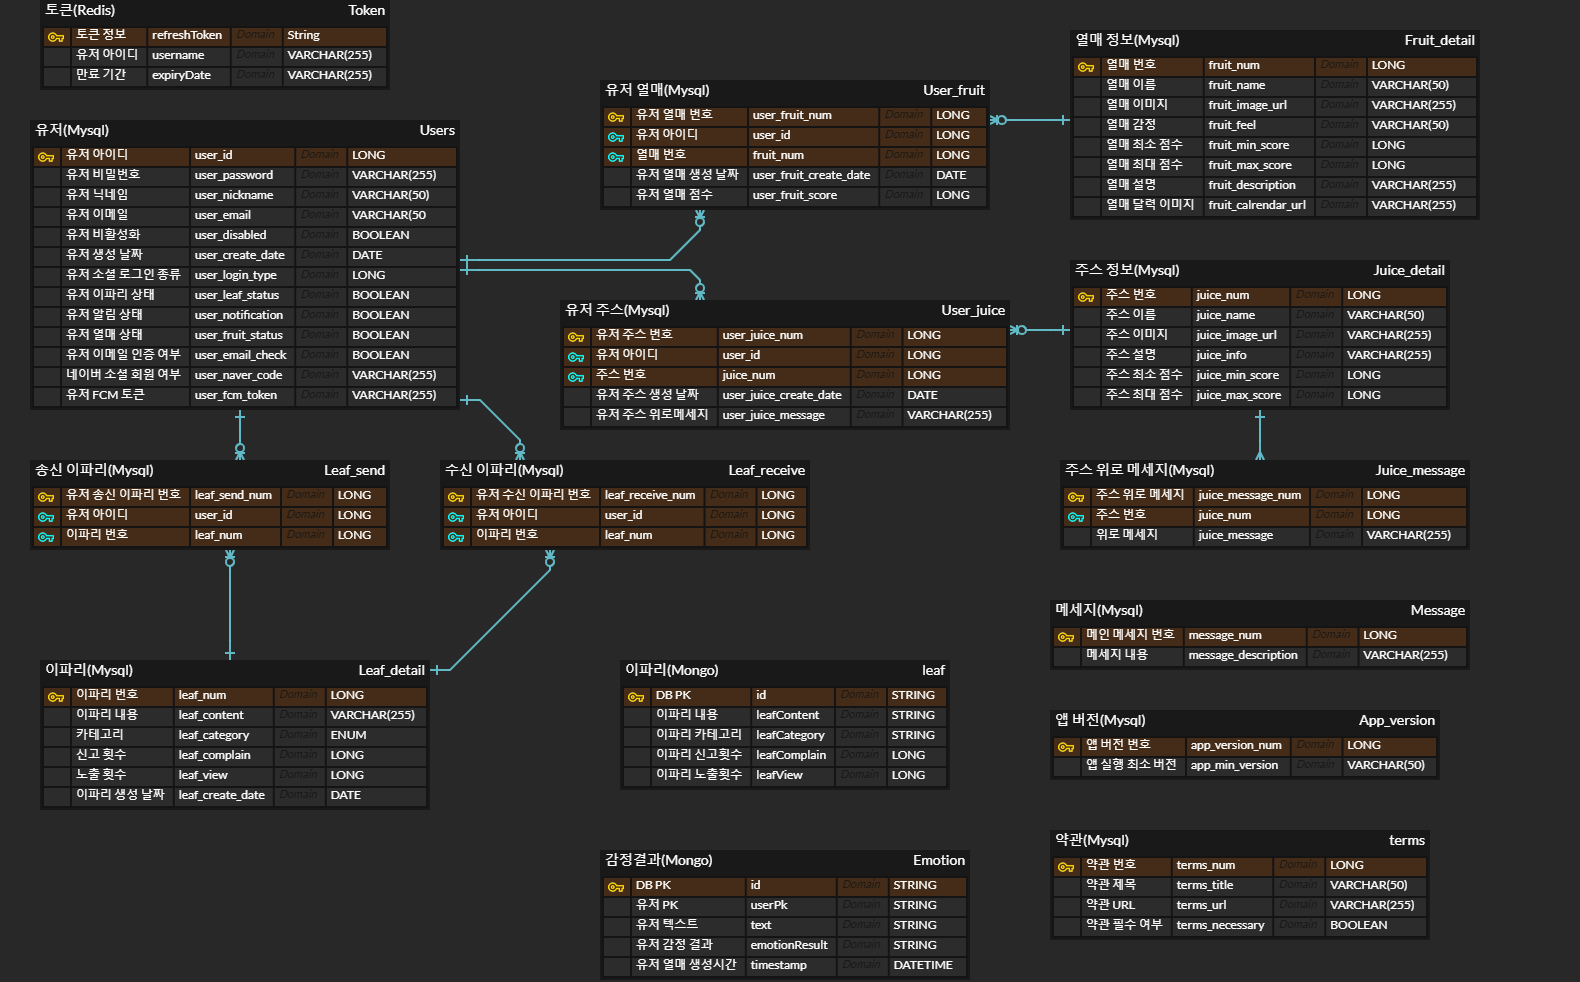 토큰(Redis) Token
토큰 정보 refreshToken Domain String
유저 아이디 username Domain VARCHAR(255)
만료 기간 expiryDate Domain VARCHAR(255)
유저(Mysql) Users
유저 아이디 user_id Domain LONG
유저 비밀번호 user_password Domain VARCHAR(255)
유저 닉네임 user_nickname Domain VARCHAR(50)
유저 이메일 user_email Domain VARCHAR(50
유저 비활성화 user_disabled Domain BOOLEAN
유저 생성 날짜 user_create_date Domain DATE
유저 소셜 로그인 종류 user_login_type Domain LONG
유저 이파리 상태 user_leaf_status Domain BOOLEAN
유저 알림 상태 user_notification Domain BOOLEAN
유저 열매 상태 user_fruit_status Domain BOOLEAN
유저 이메일 인증 여부 user_email_check Domain BOOLEAN
네이버 소셜 회원 여부 user_naver_code Domain VARCHAR(255)
유저 FCM 토큰 user_fcm_token Domain VARCHAR(255)
유저 열매(Mysql) User_fruit
유저 열매 번호 user_fruit_num Domain LONG
유저 아이디 user_id Domain LONG
열매 번호 fruit_num Domain LONG
유저 열매 생성 날짜 user_fruit_create_date Domain DATE
유저 열매 점수 user_fruit_score Domain LONG
열매 정보(Mysql) Fruit_detail
열매 번호 fruit_num Domain LONG
열매 이름 fruit_name Domain VARCHAR(50)
열매 이미지 fruit_image_url Domain VARCHAR(255)
열매 감정 fruit_feel Domain VARCHAR(50)
열매 최소 점수 fruit_min_score Domain LONG
열매 최대 점수 fruit_max_score Domain LONG
열매 설명 fruit_description Domain VARCHAR(255)
열매 달력 이미지 fruit_calrendar_url Domain VARCHAR(255)
유저 주스(Mysql) User_juice
유저 주스 번호 user_juice_num Domain LONG
유저 아이디 user_id Domain LONG
주스 번호 juice_num Domain LONG
유저 주스 생성 날짜 user_juice_create_date Domain DATE
유저 주스 위로메세지 user_juice_message Domain VARCHAR(255)
주스 정보(Mysql) Juice_detail
주스 번호 juice_num Domain LONG
주스 이름 juice_name Domain VARCHAR(50)
주스 이미지 juice_image_url Domain VARCHAR(255)
주스 설명 juice_info Domain VARCHAR(255)
주스 최소 점수 juice_min_score Domain LONG
주스 최대 점수 juice_max_score Domain LONG
송신 이파리(Mysql) Leaf_send
유저 송신 이파리 번호 leaf_send_num Domain LONG
유저 아이디 user_id Domain LONG
이파리 번호 leaf_num Domain LONG
수신 이파리(Mysql) Leaf_receive
유저 수신 이파리 번호 leaf_receive_num Domain LONG
유저 아이디 user_id Domain LONG
이파리 번호 leaf_num Domain LONG
주스 위로 메세지(Mysql) Juice_message
주스 위로 메세지 juice_message_num Domain LONG
주스 번호 juice_num Domain LONG
위로 메세지 juice_message Domain VARCHAR(255)
메세지(Mysql) Message
메인 메세지 번호 message_num Domain LONG
메세지 내용 message_description Domain VARCHAR(255)
이파리(Mysql) Leaf_detail
이파리 번호 leaf_num Domain LONG
이파리 내용 leaf_content Domain VARCHAR(255)
카테고리 leaf_category Domain ENUM
신고 횟수 leaf_complain Domain LONG
노출 횟수 leaf_view Domain LONG
이파리 생성 날짜 leaf_create_date Domain DATE
이파리(Mongo) leaf
DB PK id Domain STRING
이파리 내용 leafContent Domain STRING
이파리 카테고리 leafCategory Domain STRING
이파리 신고횟수 leafComplain Domain LONG
이파리 노출횟수 leafView Domain LONG
앱 버전(Mysql) App_version
앱 버전 번호 app_version_num Domain LONG
앱 실행 최소 버전 app_min_version Domain VARCHAR(50)
감정결과(Mongo) Emotion
DB PK id Domain STRING
유저 PK userPk Domain STRING
유저 텍스트 text Domain STRING
유저 감정 결과 emotionResult Domain STRING
유저 열매 생성시간 timestamp Domain DATETIME
약관(Mysql) terms
약관 번호 terms_num Domain LONG
약관 제목 terms_title Domain VARCHAR(50)
약관 URL terms_url Domain VARCHAR(255)
약관 필수 여부 terms_necessary Domain BOOLEAN